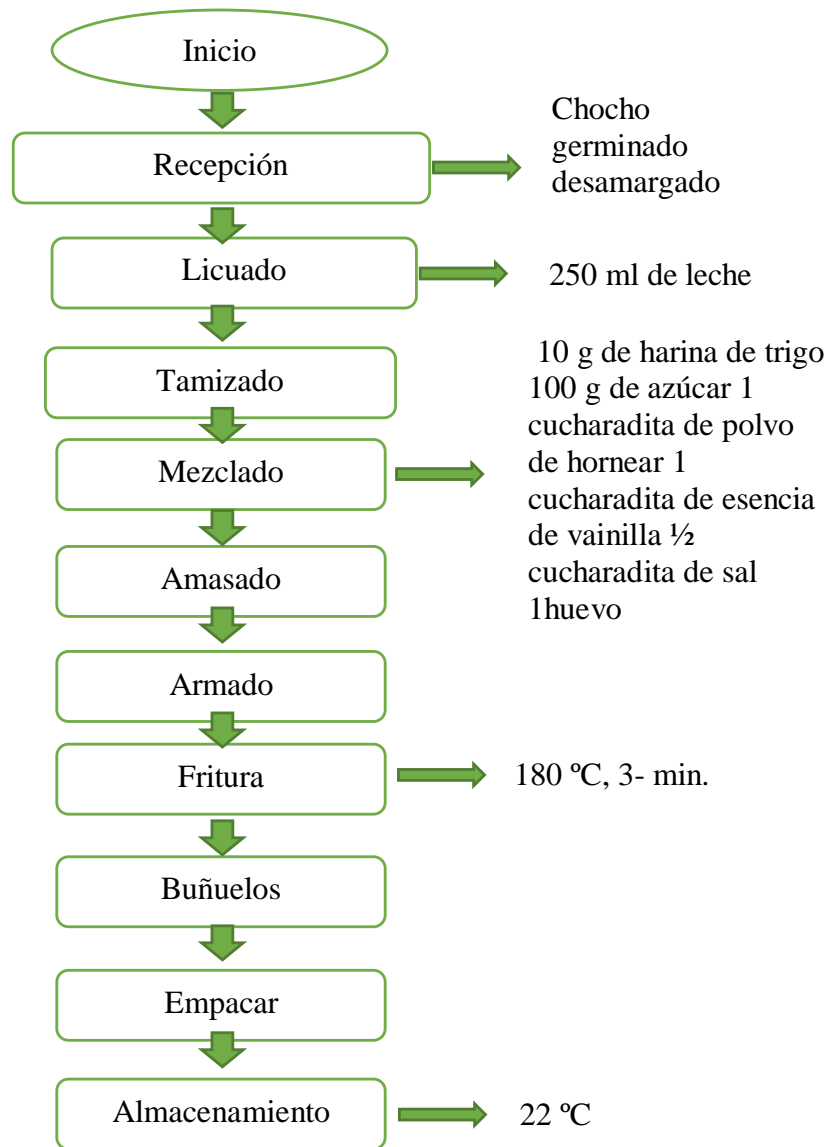 Inicio
Recepción
Chocho
germinado
desamargado
Licuado
250 ml de leche
Tamizado
10 g de harina de trigo
100 g de azúcar 1
cucharadita de polvo
de hornear 1
cucharadita de esencia
de vainilla ½
cucharadita de sal
1huevo
Mezclado
Amasado
Armado
Fritura
180 ºC, 3- min.
Buñuelos
Empacar
Almacenamiento
22 ºC